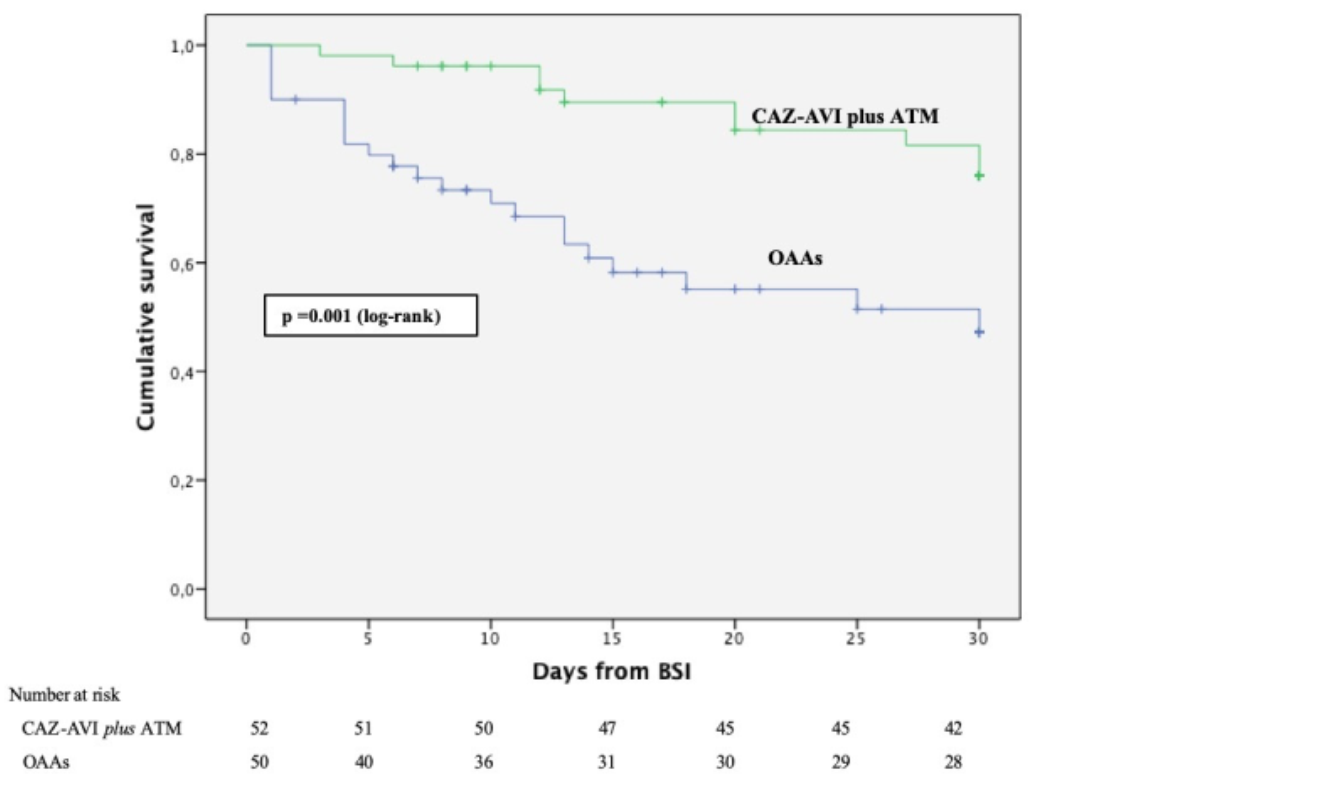 1,0
CAZ-AVI plus ATM
0,8
Cumulative survival
0,6
OAAs
p =0.001 (log-rank)
0,4
0,2
0,0
0 5 10 15 20 25 30
Days from BSI
Number at risk
CAZ-AVI plus ATM 52 51 50 47 45 45 42
OAAs 50 40 36 31 30 29 28